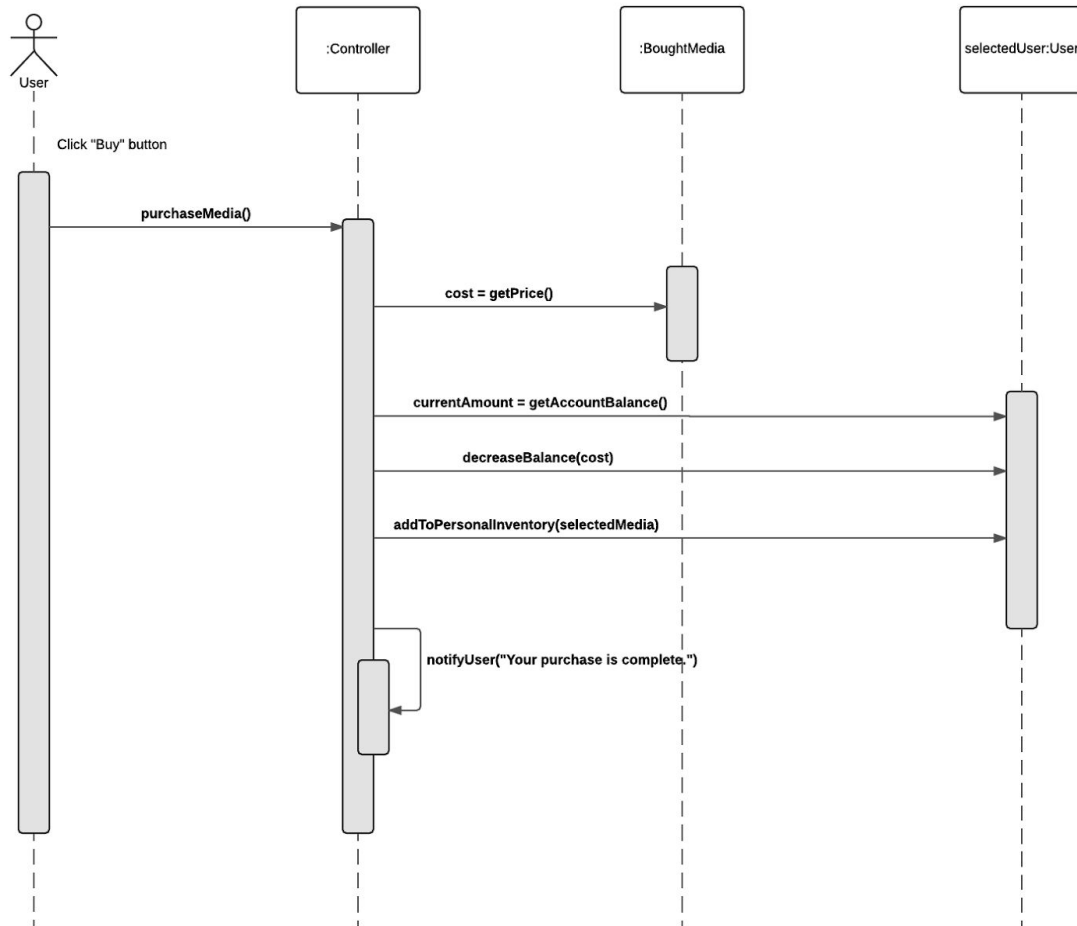 :Controller
:BoughtMedia
selectedUser:User
User
Click "Buy" button
purchaseMedia()
cost = getPrice()
currentAmount = getAccountBalance()
decreaseBalance(cost)
addToPersonalInventory(selectedMedia)
notifyUser("Your purchase is complete.")